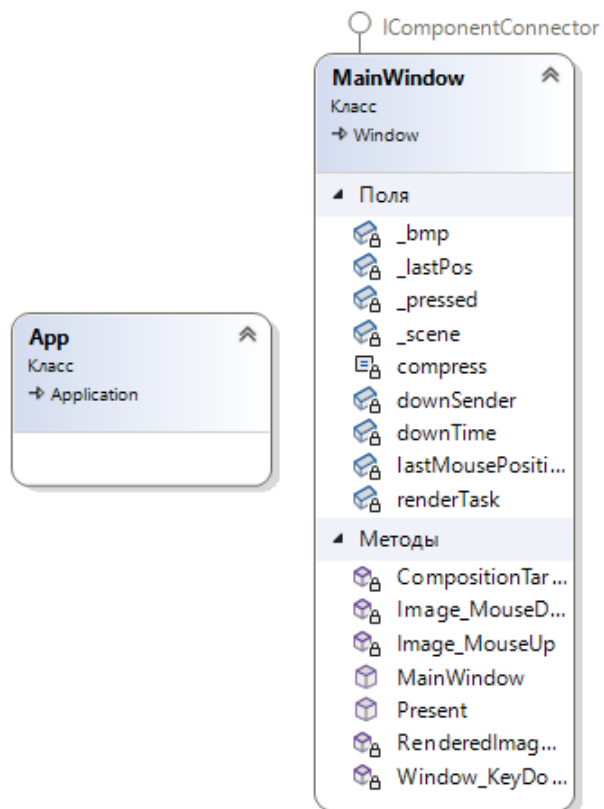 IComponentConnector
MainWindow
Класс
Window
Поля
_bmp
_lastPos
_pressed
_scene
compress
downSender
downTime
lastMousePositi...
renderTask
Методы
CompositionTar...
Image_MouseD...
Image_MouseUp
MainWindow
Present
RenderedImag...
Window_KeyDo...
App
Класс
Application